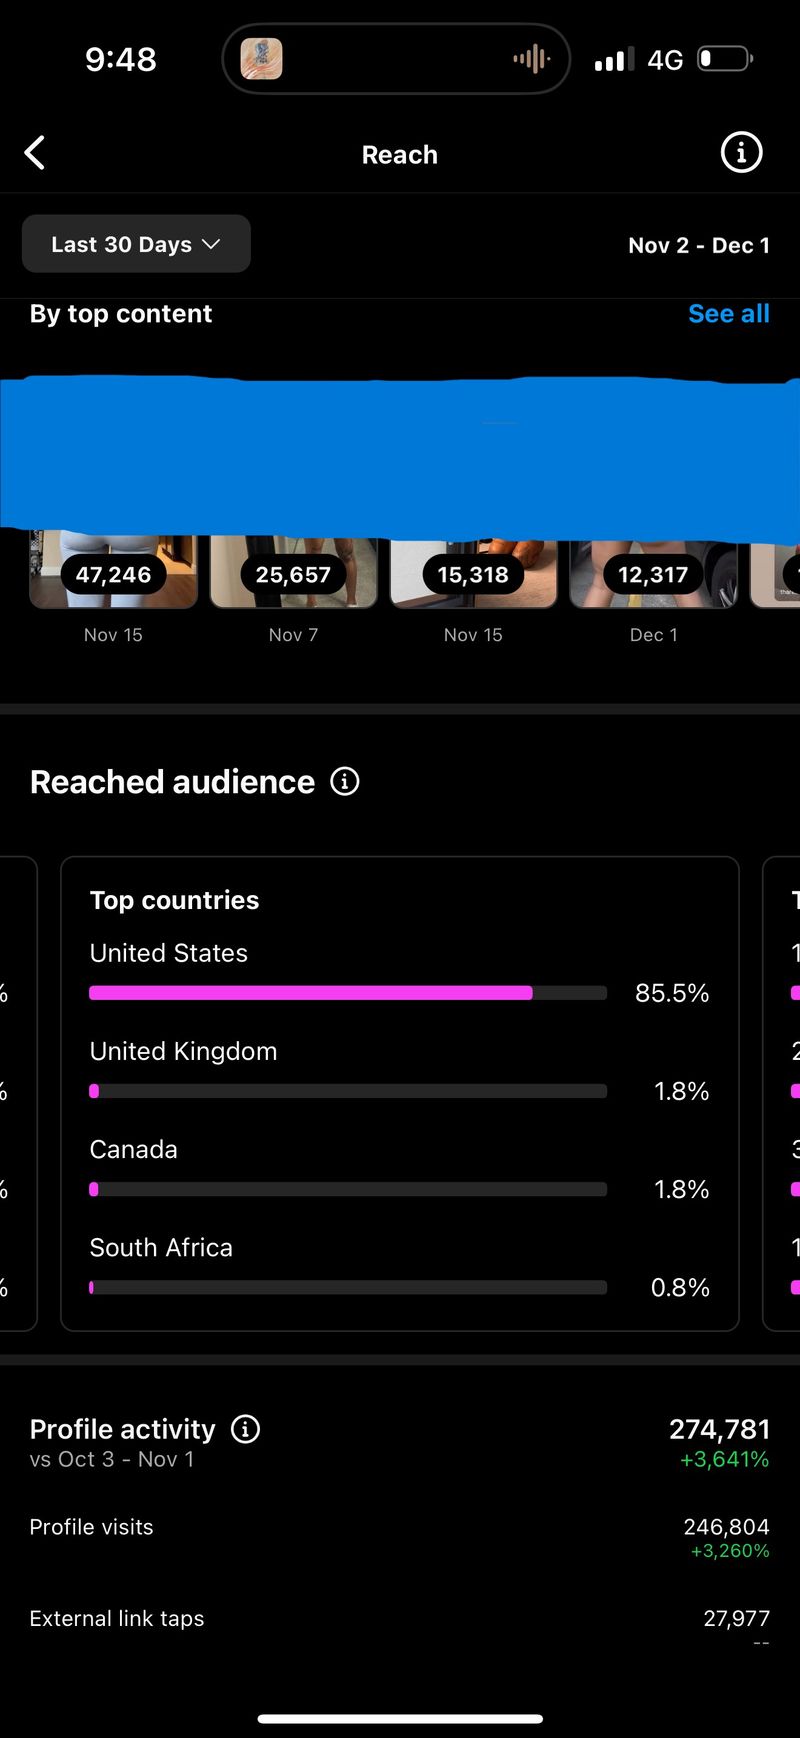 9:48
4G
Reach
Last 30 Days
Nov 2 - Dec 1
By top content
See all
47,246
25,657
15,318
12,317
Nov 15
Nov 7
Nov 15
Dec 1
Reached audience
Top countries
United States
85.5%
United Kingdom
1.8%
Canada
1.8%
South Africa
0.8%
Profile activity
274,781
vs Oct 3 - Nov 1
+3,641%
Profile visits
246,804
+3,260%
External link taps
27,977
--